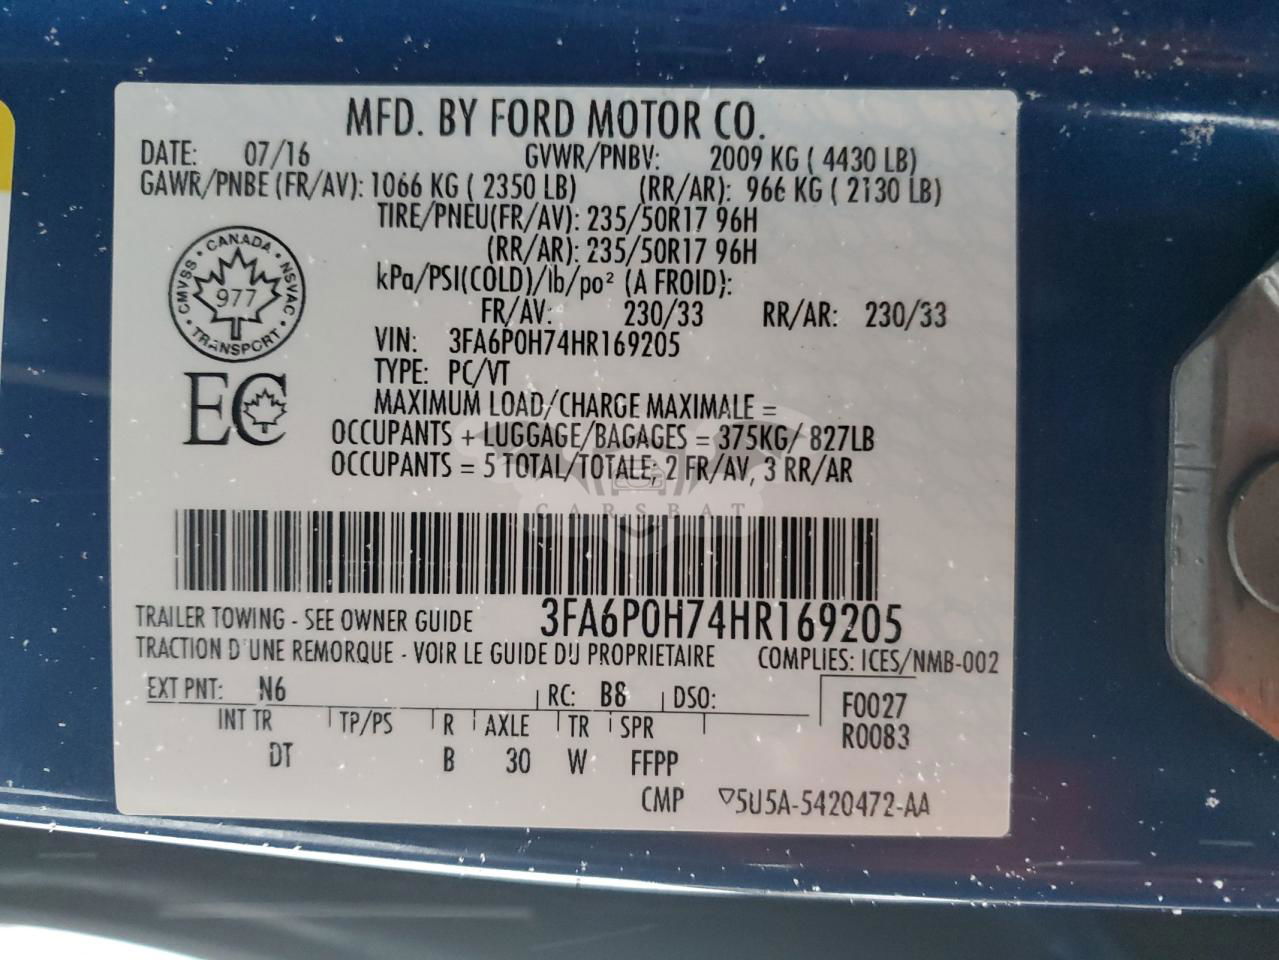 MFD. BY FORD MOTOR CO.
DATE: 07/16 GVWR/PNBV: 2009 KG ( 4430 LB)
GAWR/PNBE (FR/AV): 1066 KG ( 2350 LB) (RR/AR): 966 KG ( 2130 LB)
TIRE/PNEU(FR/AV): 235/50R17 96H
(RR/AR): 235/50R17 96H
kPa/PSI(COLD)/lb/po² (A FROID):
FR/AV: 230/33 RR/AR: 230/33
CANADA · NSVAC · TRANSPORT · CMVSS ·
977
VIN: 3FA6P0H74HR169205
TYPE: PC/VT
EC
MAXIMUM LOAD/CHARGE MAXIMALE =
OCCUPANTS + LUGGAGE/BAGAGES = 375KG/ 827LB
OCCUPANTS = 5 TOTAL/TOTALE; 2 FR/AV, 3 RR/AR
CARSBAT
TRAILER TOWING - SEE OWNER GUIDE 3FA6P0H74HR169205
TRACTION D'UNE REMORQUE - VOIR LE GUIDE DU PROPRIETAIRE COMPLIES: ICES/NMB-002
EXT PNT: N6 RC: B8 DSO: F0027
INT TR TP/PS R AXLE TR SPR R0083
DT B 30 W FFPP
CMP ▽5U5A-5420472-AA